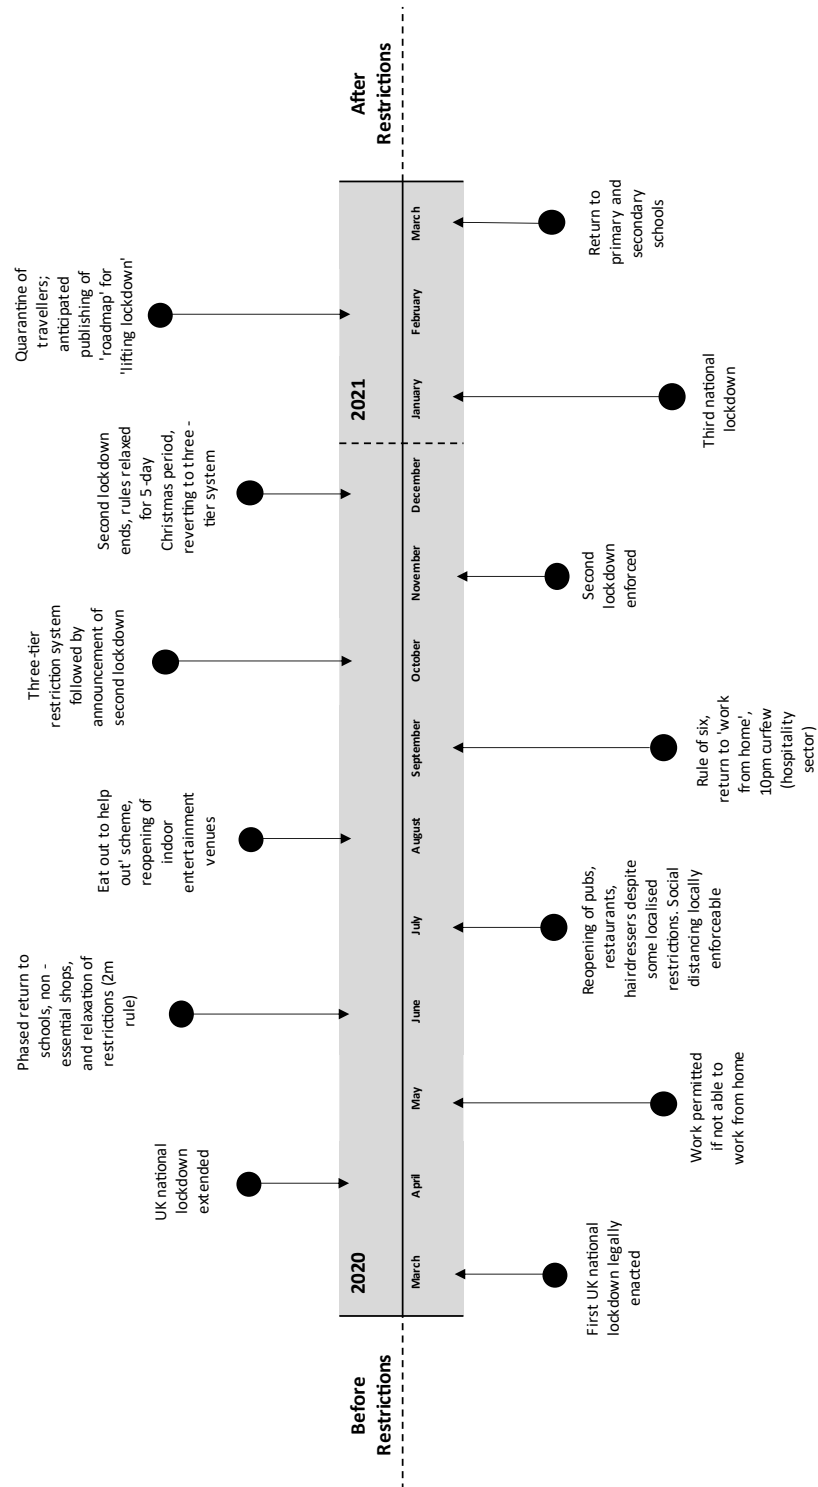 Quarantine of
travellers;
anticipated
publishing of
'roadmap' for
'lifting lockdown'
Second lockdown
ends, rules relaxed
for 5 -day
Christmas period,
reverting to three -
tier system
Three-tier
restriction system
followed by
announcement of
second lockdown
Eat out to help
out' scheme,
reopening of
indoor
entertainment
venues
Phased return to
schools, non -
essential shops,
and relaxation of
restrictions (2m
rule)
UK national
lockdown
extended
Before
Restrictions
2020
2021
After
Restrictions
March
April
May
June
July
August
September
October
November
December
January
February
March
First UK national
lockdown legally
enacted
Work permitted
if not able to
work from home
Reopening of pubs,
restaurants,
hairdressers despite
some localised
restrictions. Social
distancing locally
enforceable
Rule of six,
return to 'work
from home',
10pm curfew
(hospitality
sector)
Second
lockdown
enforced
Third national
lockdown
Return to
primary and
secondary
schools